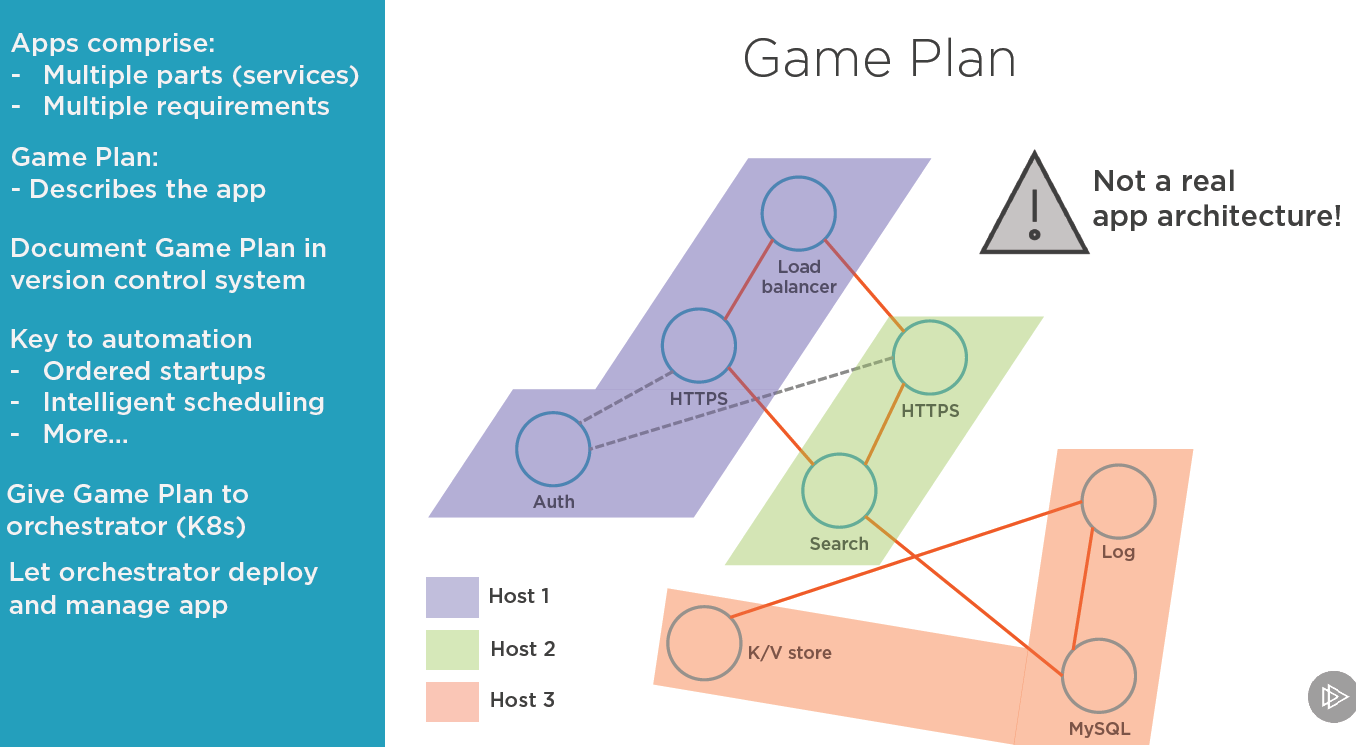 Apps comprise:
- Multiple parts (services)
- Multiple requirements
Game Plan:
- Describes the app
Document Game Plan in
version control system
Key to automation
- Ordered startups
- Intelligent scheduling
- More...
Give Game Plan to
orchestrator (K8s)
Let orchestrator deploy
and manage app
Game Plan
Not a real
app architecture!
Load
balancer
HTTPS
HTTPS
Auth
Search
Log
K/V store
MySQL
Host 1
Host 2
Host 3